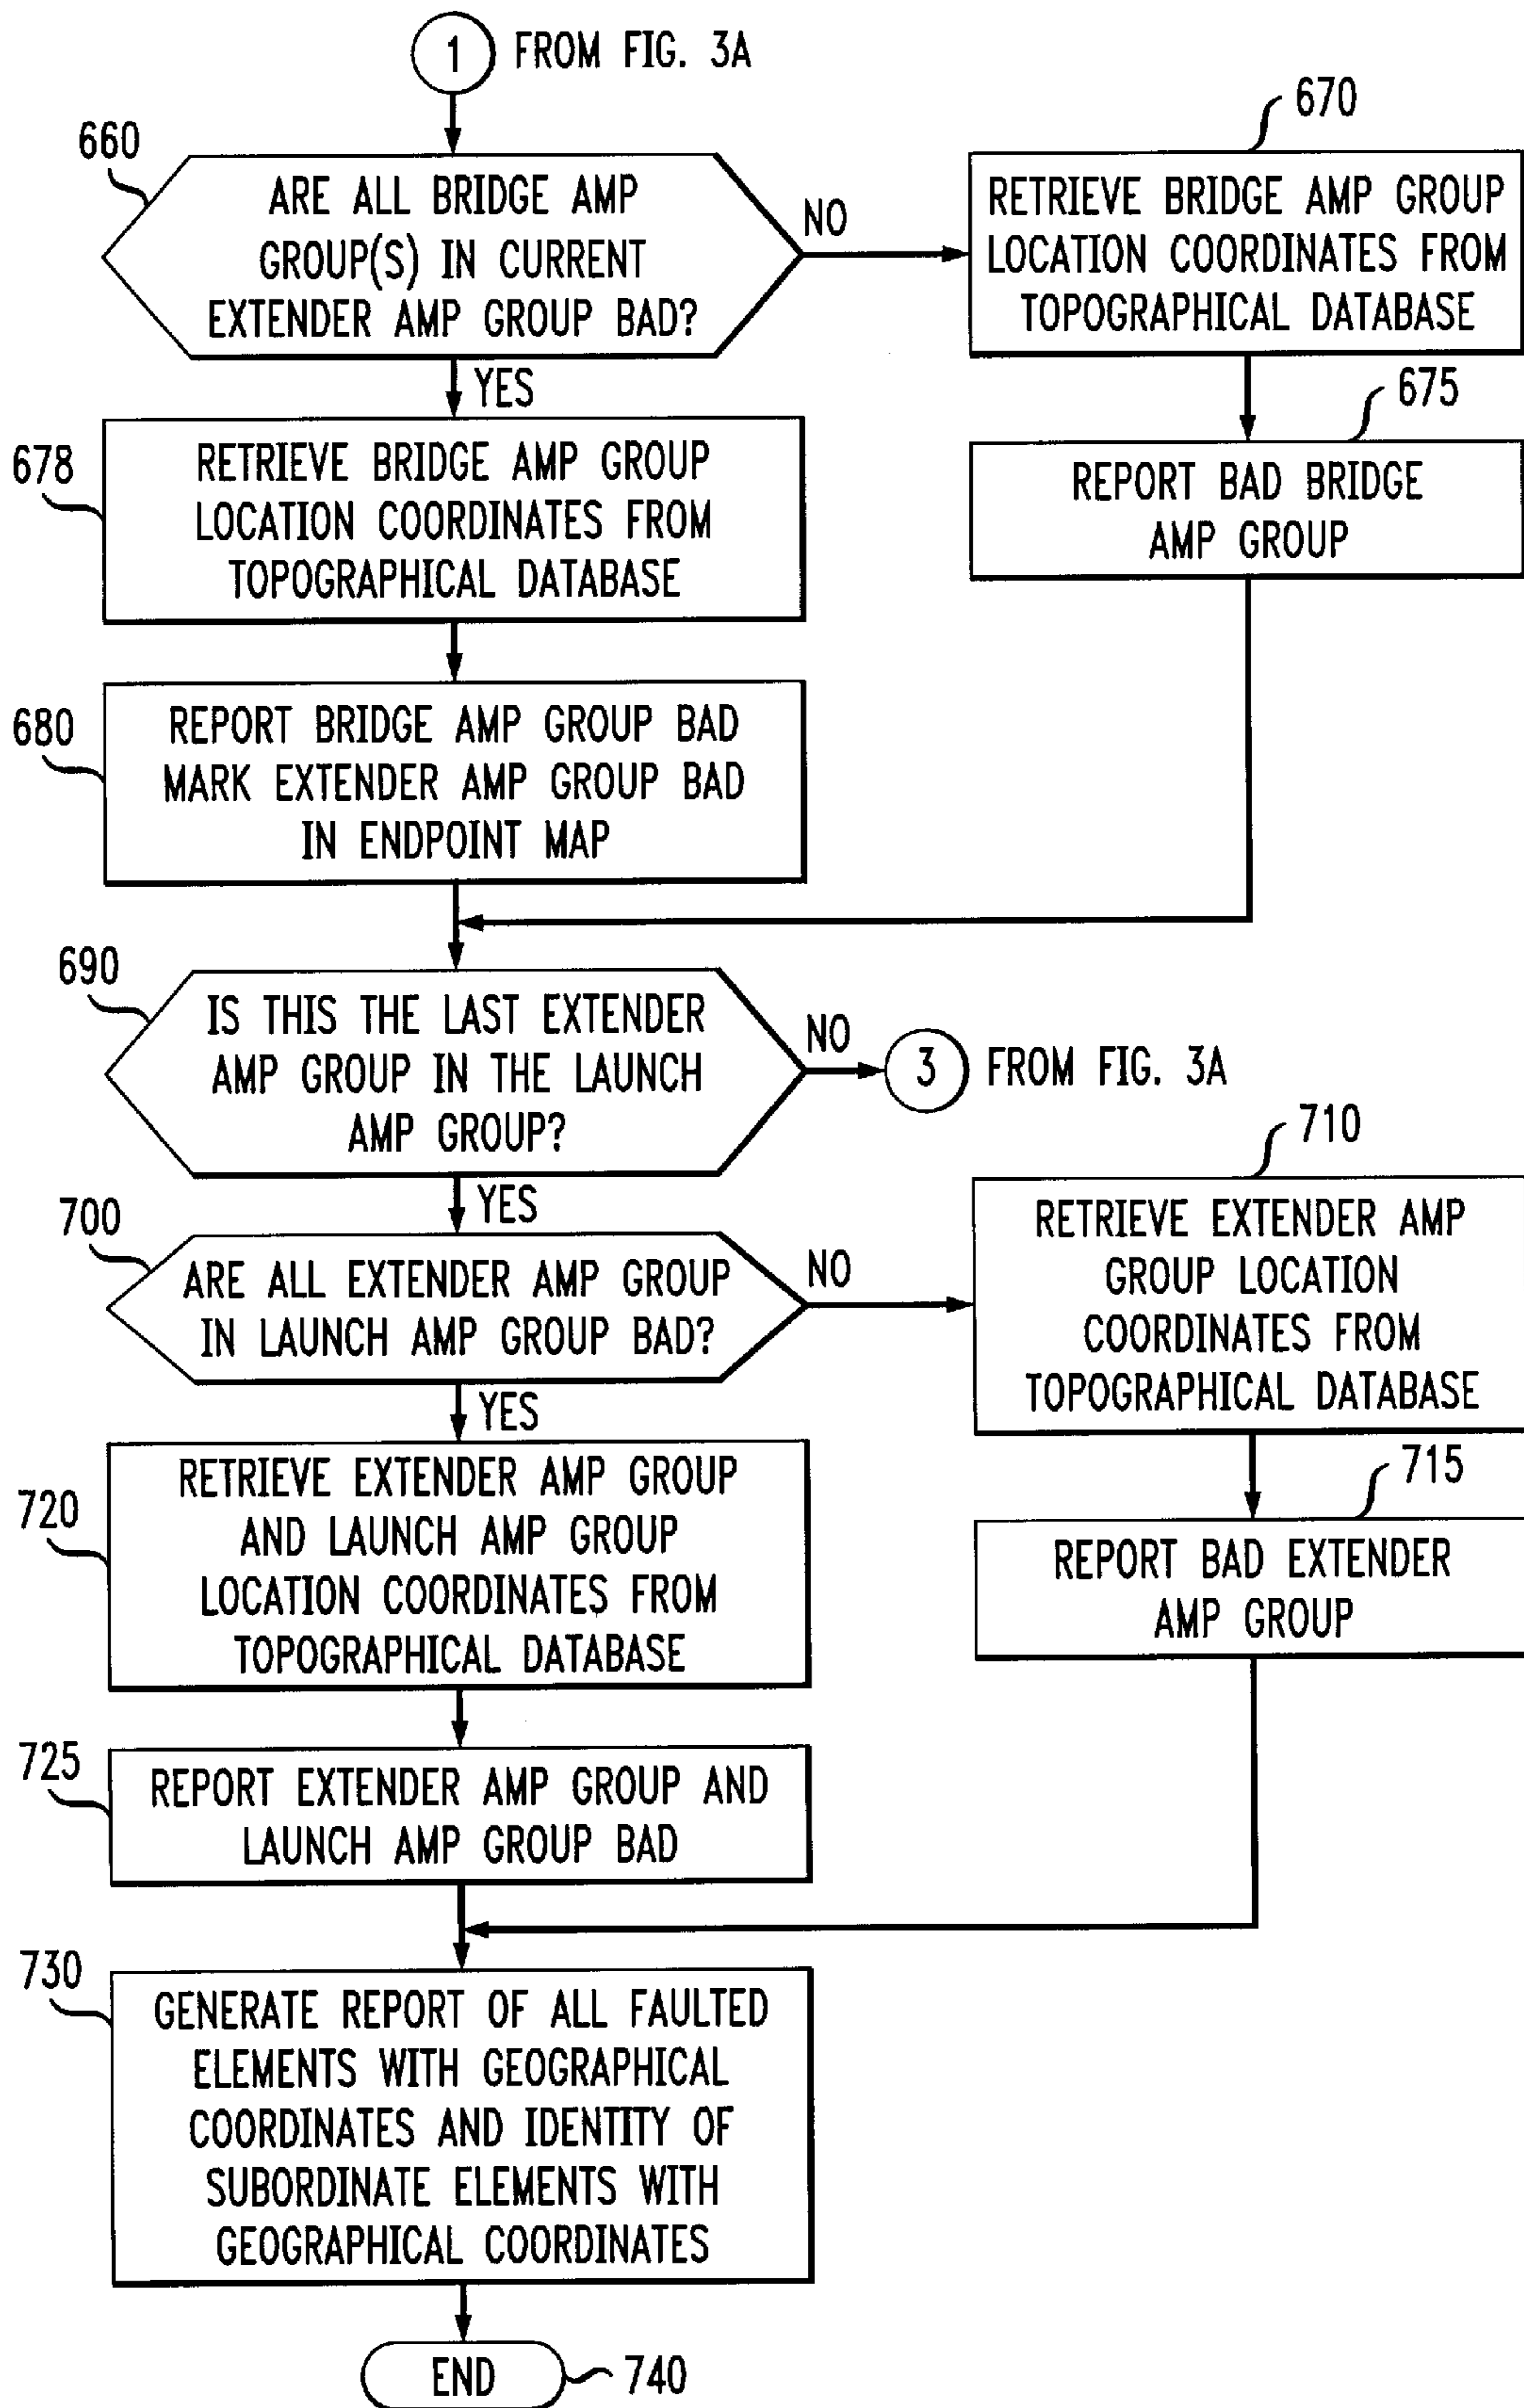 1 FROM FIG. 3A
660
ARE ALL BRIDGE AMP
GROUP(S) IN CURRENT
EXTENDER AMP GROUP BAD?
NO
670
RETRIEVE BRIDGE AMP GROUP
LOCATION COORDINATES FROM
TOPOGRAPHICAL DATABASE
YES
675
REPORT BAD BRIDGE
AMP GROUP
678
RETRIEVE BRIDGE AMP GROUP
LOCATION COORDINATES FROM
TOPOGRAPHICAL DATABASE
680
REPORT BRIDGE AMP GROUP BAD
MARK EXTENDER AMP GROUP BAD
IN ENDPOINT MAP
690
IS THIS THE LAST EXTENDER
AMP GROUP IN THE LAUNCH
AMP GROUP?
NO
3 FROM FIG. 3A
YES
700
ARE ALL EXTENDER AMP GROUP
IN LAUNCH AMP GROUP BAD?
NO
710
RETRIEVE EXTENDER AMP
GROUP LOCATION
COORDINATES FROM
TOPOGRAPHICAL DATABASE
YES
715
REPORT BAD EXTENDER
AMP GROUP
720
RETRIEVE EXTENDER AMP GROUP
AND LAUNCH AMP GROUP
LOCATION COORDINATES FROM
TOPOGRAPHICAL DATABASE
725
REPORT EXTENDER AMP GROUP AND
LAUNCH AMP GROUP BAD
730
GENERATE REPORT OF ALL FAULTED
ELEMENTS WITH GEOGRAPHICAL
COORDINATES AND IDENTITY OF
SUBORDINATE ELEMENTS WITH
GEOGRAPHICAL COORDINATES
END
740